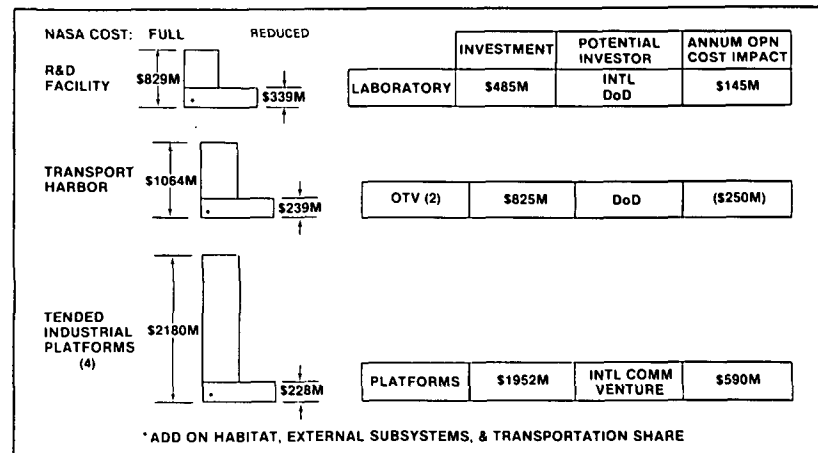 NASA COST: FULL REDUCED
R&D FACILITY
$829M
$339M
INVESTMENT POTENTIAL INVESTOR ANNUM OPN COST IMPACT
LABORATORY $485M INTL DoD $145M
TRANSPORT HARBOR
$1064M
$239M
OTV (2) $825M DoD ($250M)
TENDED INDUSTRIAL PLATFORMS (4)
$2180M
$228M
PLATFORMS $1952M INTL COMM VENTURE $590M
*ADD ON HABITAT, EXTERNAL SUBSYSTEMS, & TRANSPORTATION SHARE